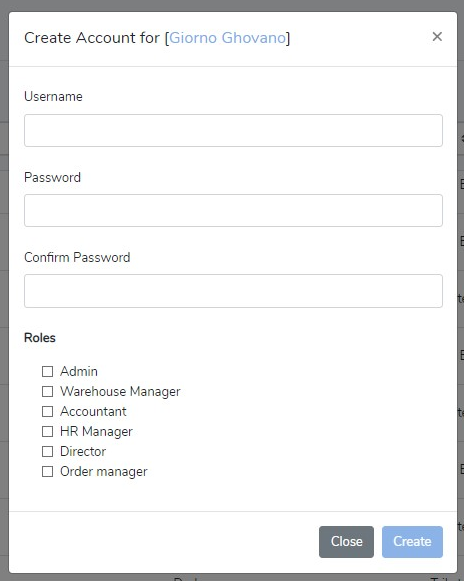 Create Account for [Giorno Ghovano]
×
Username
Password
Confirm Password
Roles
Admin
Warehouse Manager
Accountant
HR Manager
Director
Order manager
Close Create